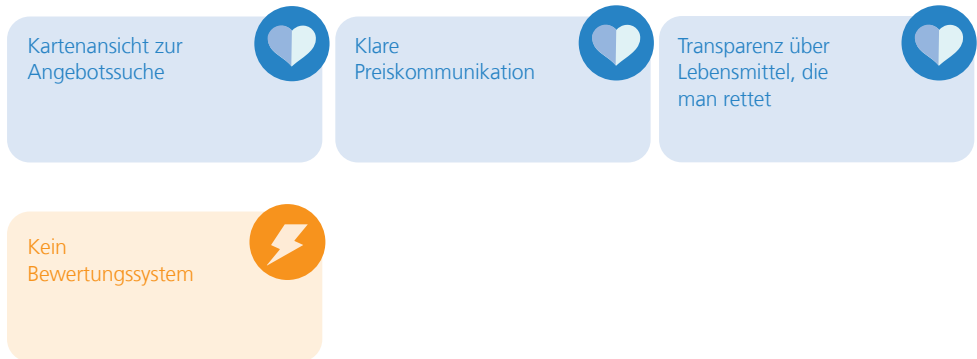 Kartenansicht zur
Angebotssuche
Klare
Preiskommunikation
Transparenz über
Lebensmittel, die
man rettet
Kein
Bewertungssystem